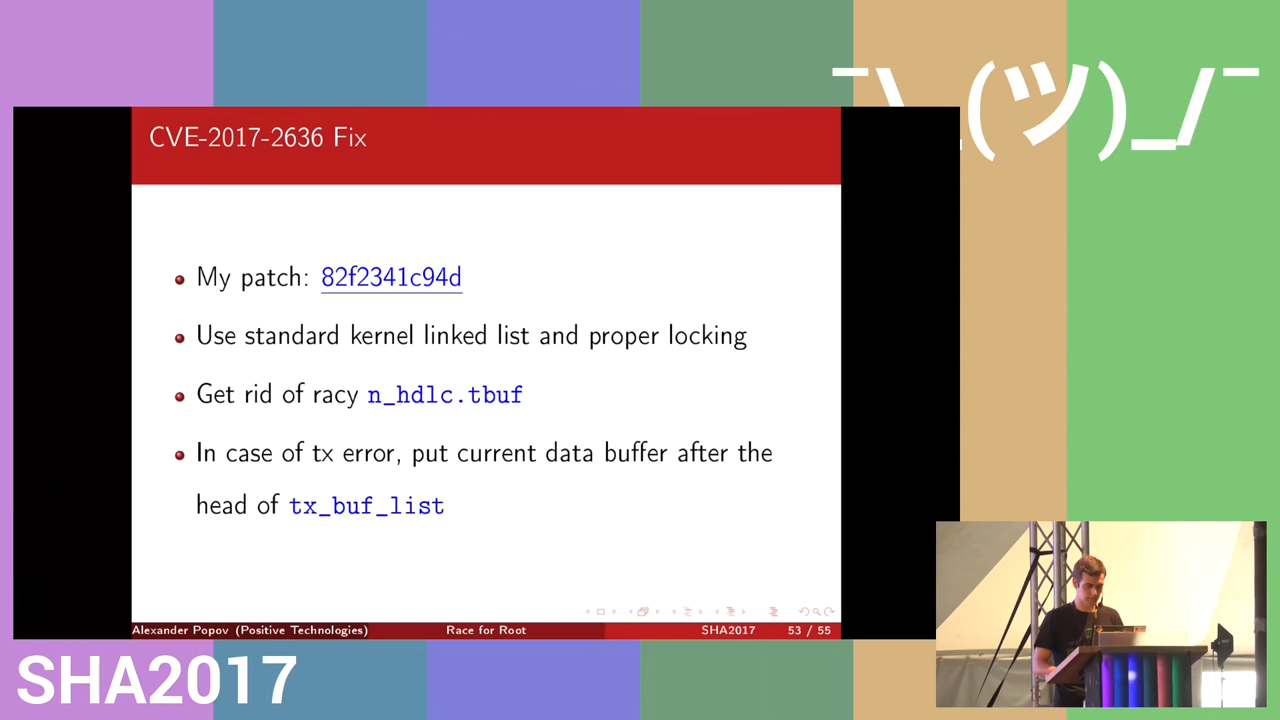 ¯\_(ツ)_/¯
CVE-2017-2636 Fix
My patch: 82f2341c94d
Use standard kernel linked list and proper locking
Get rid of racy n_hdlc.tbuf
In case of tx error, put current data buffer after the
head of tx_buf_list
Alexander Popov (Positive Technologies) Race for Root SHA2017 53 / 55
SHA2017